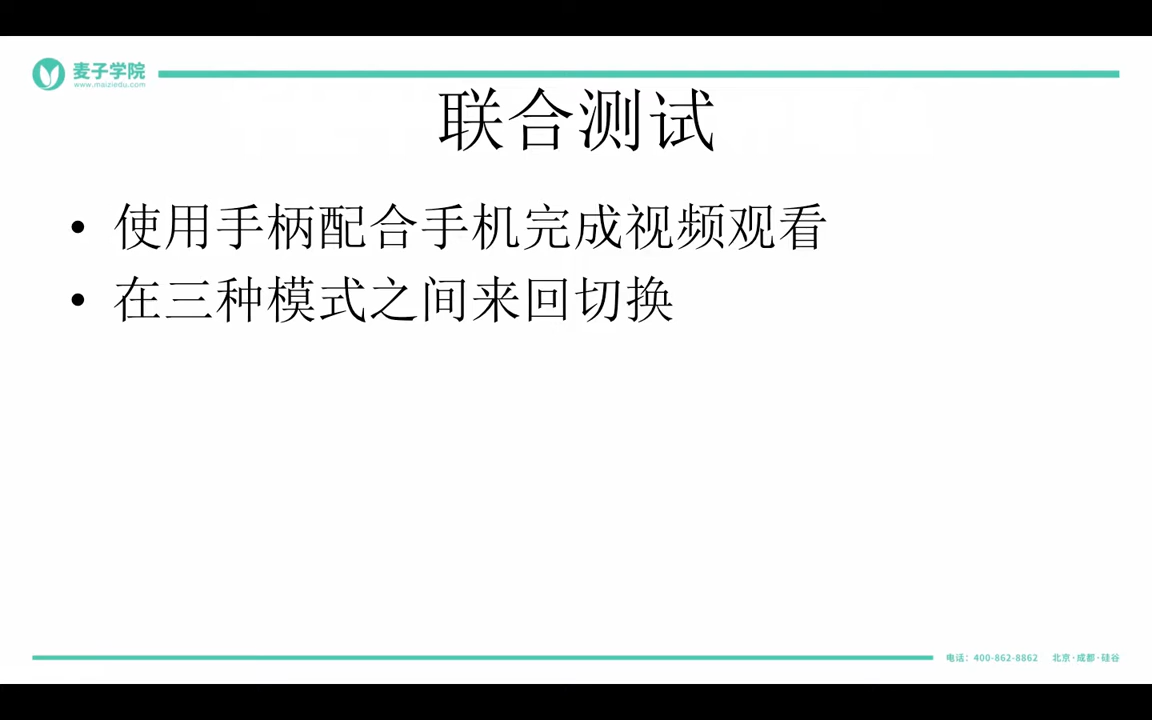 麦子学院
www.maiziedu.com
联合测试
• 使用手柄配合手机完成视频观看
• 在三种模式之间来回切换
电话：400-862-8862 北京·成都·硅谷